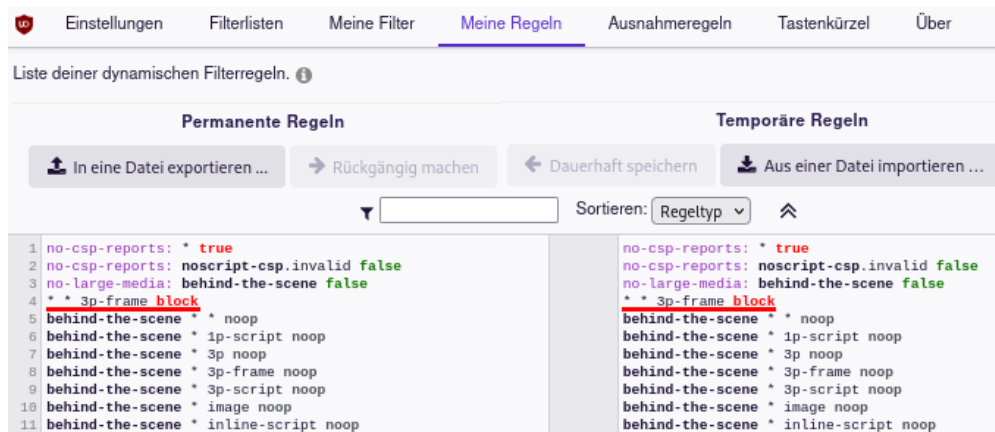 Einstellungen Filterlisten Meine Filter Meine Regeln Ausnahmeregeln Tastenkürzel Über
Liste deiner dynamischen Filterregeln.
Permanente Regeln
Temporäre Regeln
In eine Datei exportieren ...
Rückgängig machen
Dauerhaft speichern
Aus einer Datei importieren ...
Sortieren: Regeltyp
1 no-csp-reports: * true
2 no-csp-reports: noscript-csp.invalid false
3 no-large-media: behind-the-scene false
4 * * 3p-frame block
5 behind-the-scene * * noop
6 behind-the-scene * 1p-script noop
7 behind-the-scene * 3p noop
8 behind-the-scene * 3p-frame noop
9 behind-the-scene * 3p-script noop
10 behind-the-scene * image noop
11 behind-the-scene * inline-script noop
no-csp-reports: * true
no-csp-reports: noscript-csp.invalid false
no-large-media: behind-the-scene false
* * 3p-frame block
behind-the-scene * * noop
behind-the-scene * 1p-script noop
behind-the-scene * 3p noop
behind-the-scene * 3p-frame noop
behind-the-scene * 3p-script noop
behind-the-scene * image noop
behind-the-scene * inline-script noop